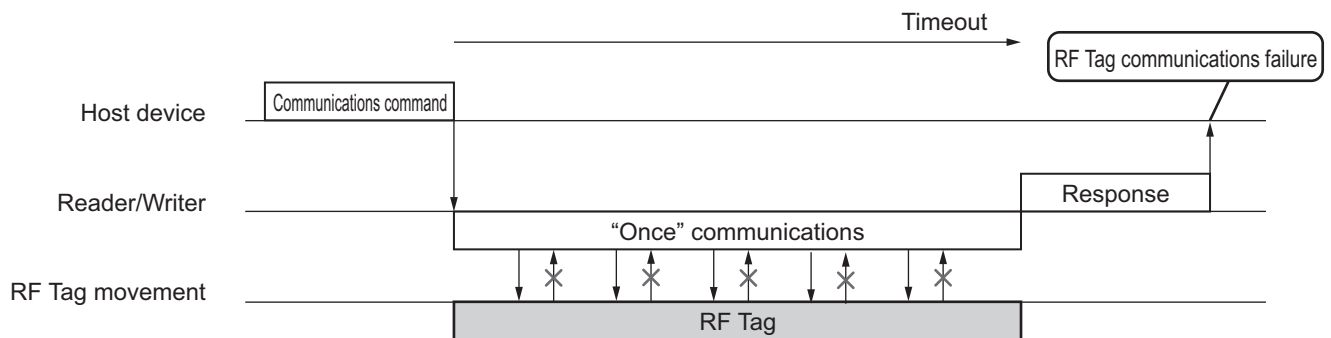 Timeout
RF Tag communications failure
Communications command
Host device
Response
Reader/Writer
“Once” communications
RF Tag movement
RF Tag